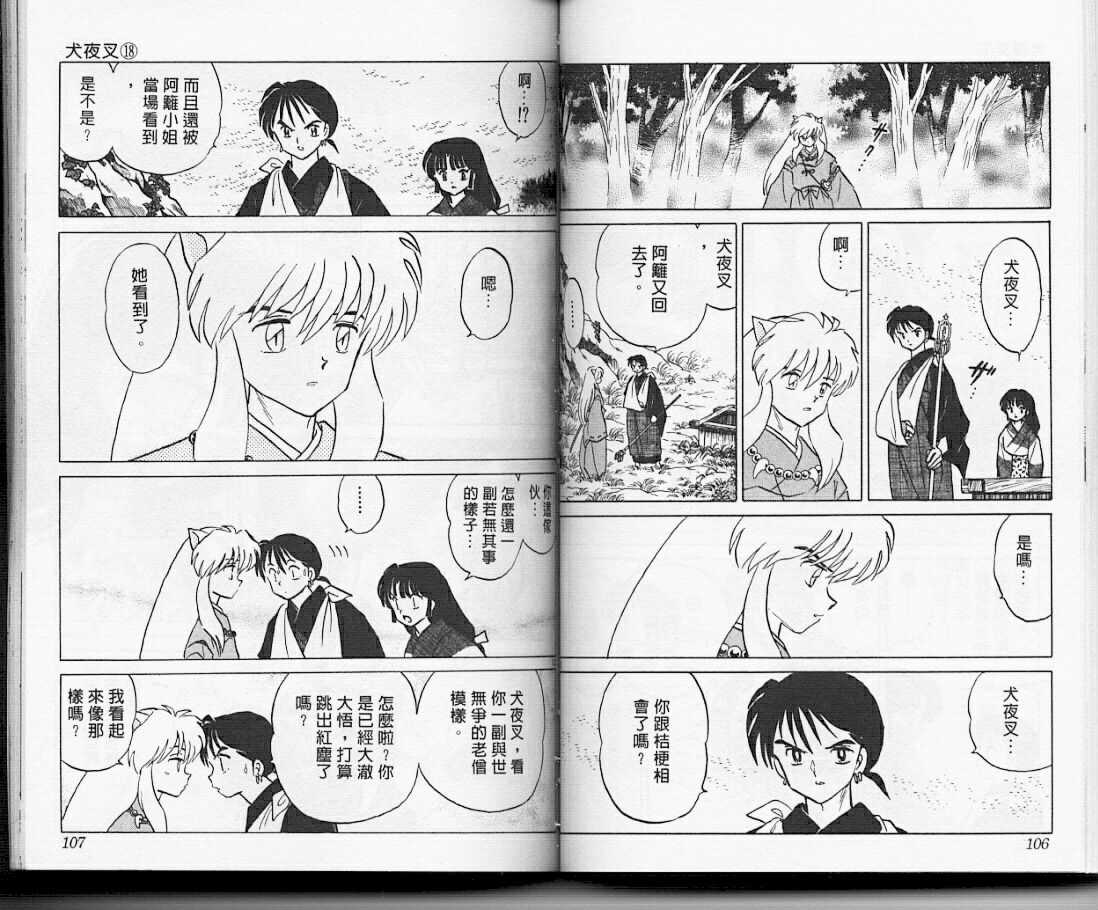 犬夜叉…
啊…
犬夜叉
，
阿籬又回
去了。
……
是嗎…
犬夜叉…
你跟桔梗相
會了嗎？
106
犬夜叉⑱
啊…!?
而且還被
阿籬小姐
當場看到
，
是不是？
嗯…
她看到了。
你這傢
伙…
怎麼還一
副若無其事
的樣子…
……
犬夜叉，看
你一副與世
無爭的老僧
模樣。
怎麼啦？你
是已經大澈
大悟，打算
跳出紅塵了
嗎？
我看起
來像那
樣嗎？
107